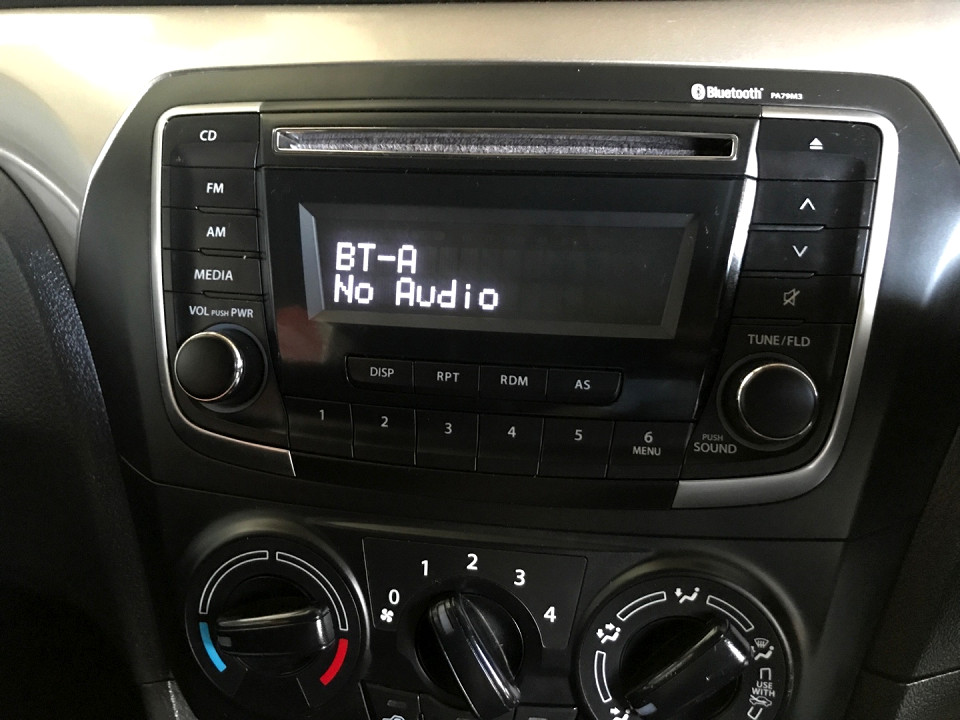 Bluetooth PA79M3
CD
FM
AM
MEDIA
VOL PUSH PWR
BT-A
No Audio
TUNE/FLD
DISP RPT RDM AS
1 2 3 4 5 6
MENU
PUSH
SOUND
0 1 2 3 4
USE
WITH